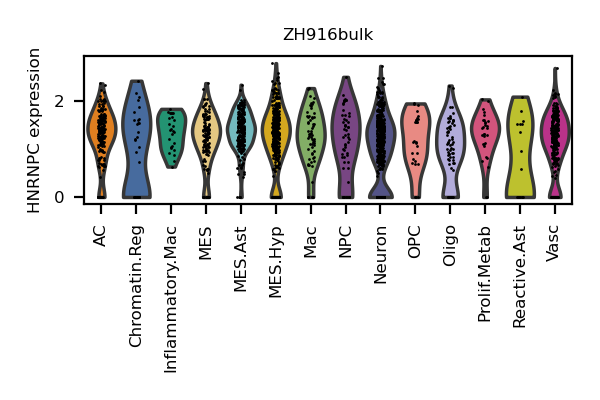 ZH916bulk
HNRNPC expression
2
0
AC
Chromatin.Reg
Inflammatory.Mac
MES
MES.Ast
MES.Hyp
Mac
NPC
Neuron
OPC
Oligo
Prolif.Metab
Reactive.Ast
Vasc